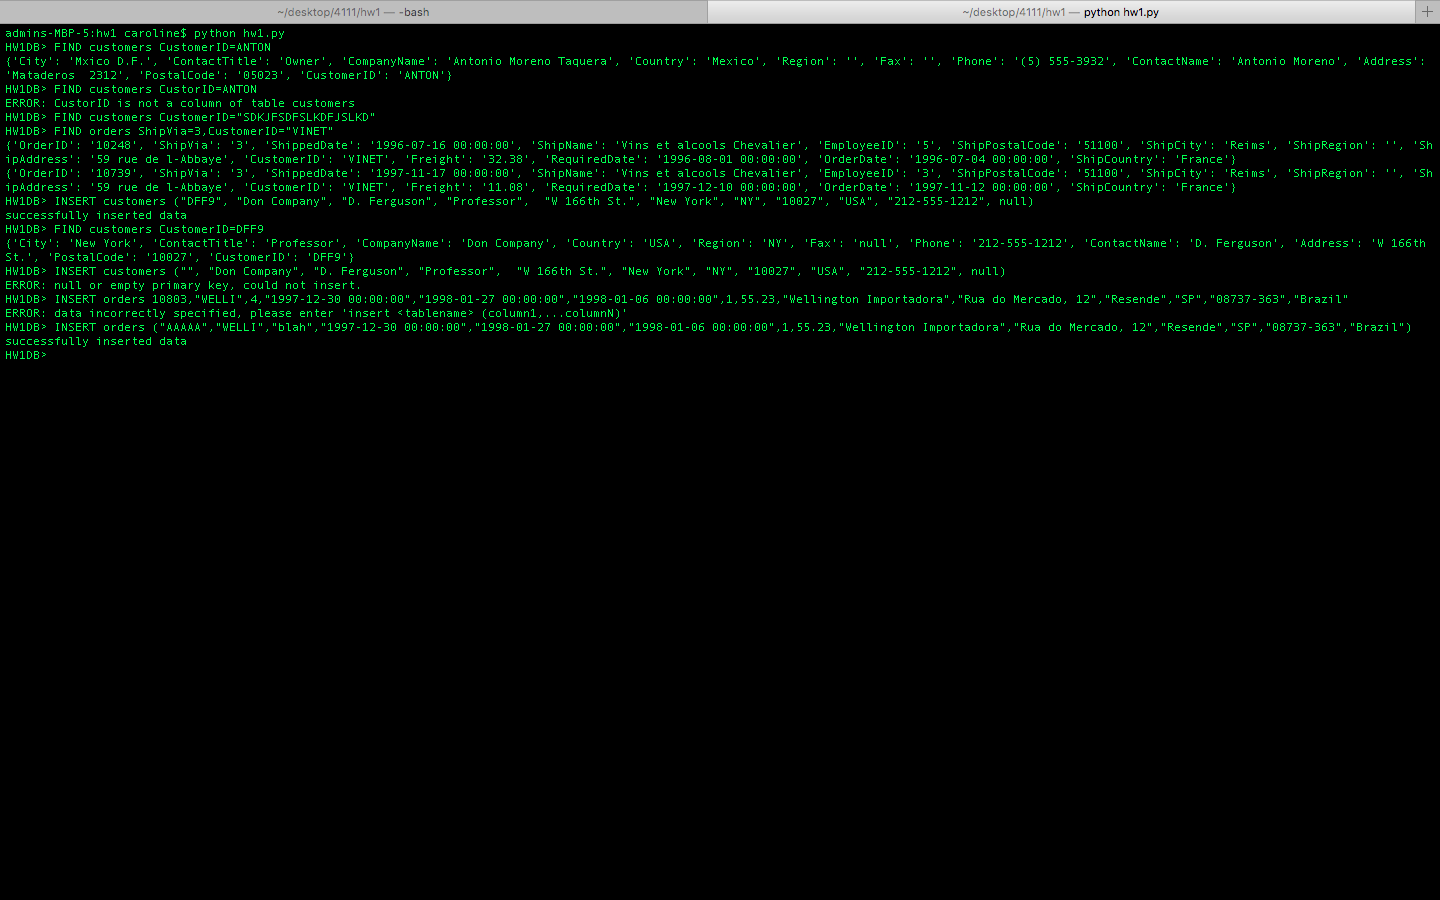 ~/desktop/4111/hw1 — -bash
~/desktop/4111/hw1 — python hw1.py
+
admins-MBP-5:hw1 caroline$ python hw1.py
HW1DB> FIND customers CustomerID=ANTON
{'City': 'Mxico D.F.', 'ContactTitle': 'Owner', 'CompanyName': 'Antonio Moreno Taquera', 'Country': 'Mexico', 'Region': '', 'Fax': '', 'Phone': '(5) 555-3932', 'ContactName': 'Antonio Moreno', 'Address':
'Mataderos  2312', 'PostalCode': '05023', 'CustomerID': 'ANTON'}
HW1DB> FIND customers CustorID=ANTON
ERROR: CustorID is not a column of table customers
HW1DB> FIND customers CustomerID="SDKJFSDFSLKDFJSLKD"
HW1DB> FIND orders ShipVia=3,CustomerID="VINET"
{'OrderID': '10248', 'ShipVia': '3', 'ShippedDate': '1996-07-16 00:00:00', 'ShipName': 'Vins et alcools Chevalier', 'EmployeeID': '5', 'ShipPostalCode': '51100', 'ShipCity': 'Reims', 'ShipRegion': '', 'Sh
ipAddress': '59 rue de l-Abbaye', 'CustomerID': 'VINET', 'Freight': '32.38', 'RequiredDate': '1996-08-01 00:00:00', 'OrderDate': '1996-07-04 00:00:00', 'ShipCountry': 'France'}
{'OrderID': '10739', 'ShipVia': '3', 'ShippedDate': '1997-11-17 00:00:00', 'ShipName': 'Vins et alcools Chevalier', 'EmployeeID': '3', 'ShipPostalCode': '51100', 'ShipCity': 'Reims', 'ShipRegion': '', 'Sh
ipAddress': '59 rue de l-Abbaye', 'CustomerID': 'VINET', 'Freight': '11.08', 'RequiredDate': '1997-12-10 00:00:00', 'OrderDate': '1997-11-12 00:00:00', 'ShipCountry': 'France'}
HW1DB> INSERT customers ("DFF9", "Don Company", "D. Ferguson", "Professor",  "W 166th St.", "New York", "NY", "10027", "USA", "212-555-1212", null)
successfully inserted data
HW1DB> FIND customers CustomerID=DFF9
{'City': 'New York', 'ContactTitle': 'Professor', 'CompanyName': 'Don Company', 'Country': 'USA', 'Region': 'NY', 'Fax': 'null', 'Phone': '212-555-1212', 'ContactName': 'D. Ferguson', 'Address': 'W 166th
St.', 'PostalCode': '10027', 'CustomerID': 'DFF9'}
HW1DB> INSERT customers ("", "Don Company", "D. Ferguson", "Professor",  "W 166th St.", "New York", "NY", "10027", "USA", "212-555-1212", null)
ERROR: null or empty primary key, could not insert.
HW1DB> INSERT orders 10803,"WELLI",4,"1997-12-30 00:00:00","1998-01-27 00:00:00","1998-01-06 00:00:00",1,55.23,"Wellington Importadora","Rua do Mercado, 12","Resende","SP","08737-363","Brazil"
ERROR: data incorrectly specified, please enter 'insert <tablename> (column1,...columnN)'
HW1DB> INSERT orders ("AAAAA","WELLI","blah","1997-12-30 00:00:00","1998-01-27 00:00:00","1998-01-06 00:00:00",1,55.23,"Wellington Importadora","Rua do Mercado, 12","Resende","SP","08737-363","Brazil")
successfully inserted data
HW1DB>